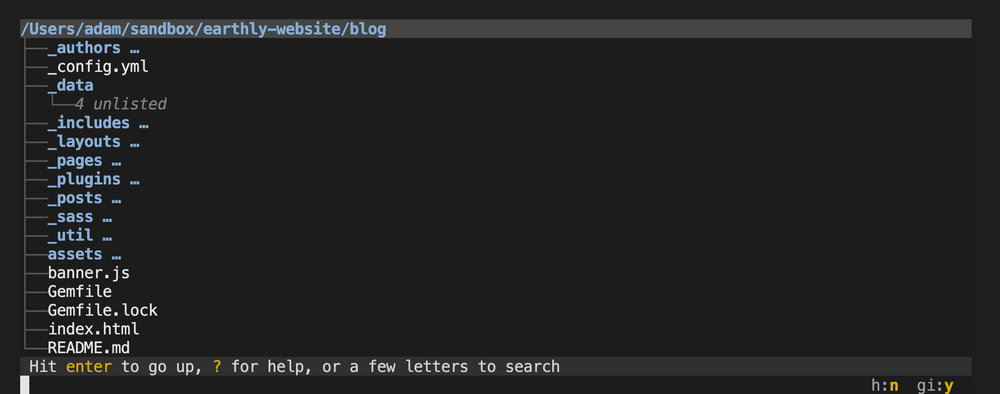 /Users/adam/sandbox/earthly-website/blog
_authors …
_config.yml
_data
4 unlisted
_includes …
_layouts …
_pages …
_plugins …
_posts …
_sass …
_util …
assets …
banner.js
Gemfile
Gemfile.lock
index.html
README.md
Hit enter to go up, ? for help, or a few letters to search
h:n gi:y